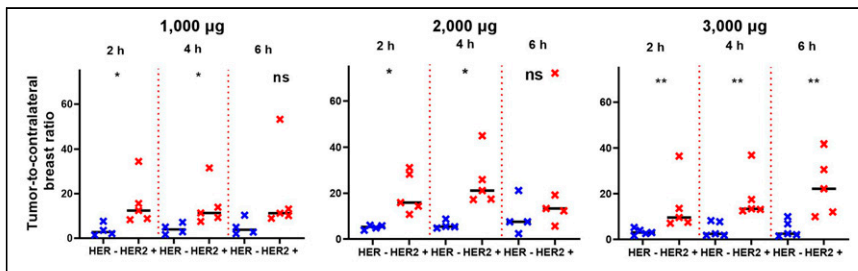 1,000 µg
2 h 4 h 6 h
* * ns
Tumor-to-contralateral
breast ratio
60
40
20
0
HER - HER2 + HER - HER2 + HER - HER2 +
2,000 µg
2 h 4 h 6 h
* * ns
60
40
20
0
HER - HER2 + HER - HER2 + HER - HER2 +
3,000 µg
2 h 4 h 6 h
** ** **
60
40
20
0
HER - HER2 + HER - HER2 + HER - HER2 +